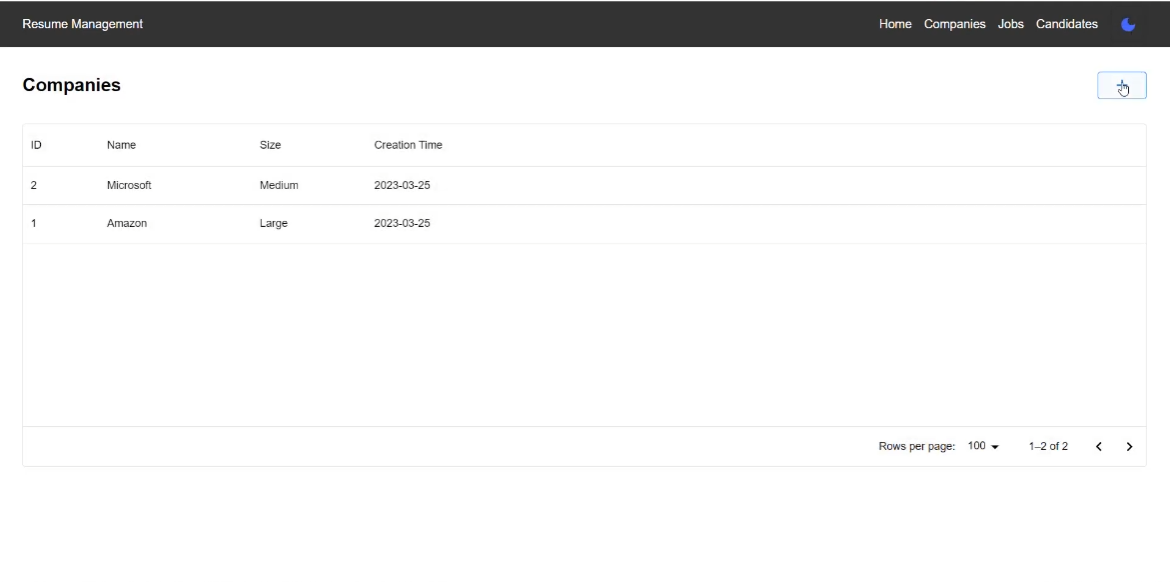 Resume Management Home Companies Jobs Candidates
Companies
ID Name Size Creation Time
2 Microsoft Medium 2023-03-25
1 Amazon Large 2023-03-25
Rows per page: 100 1–2 of 2